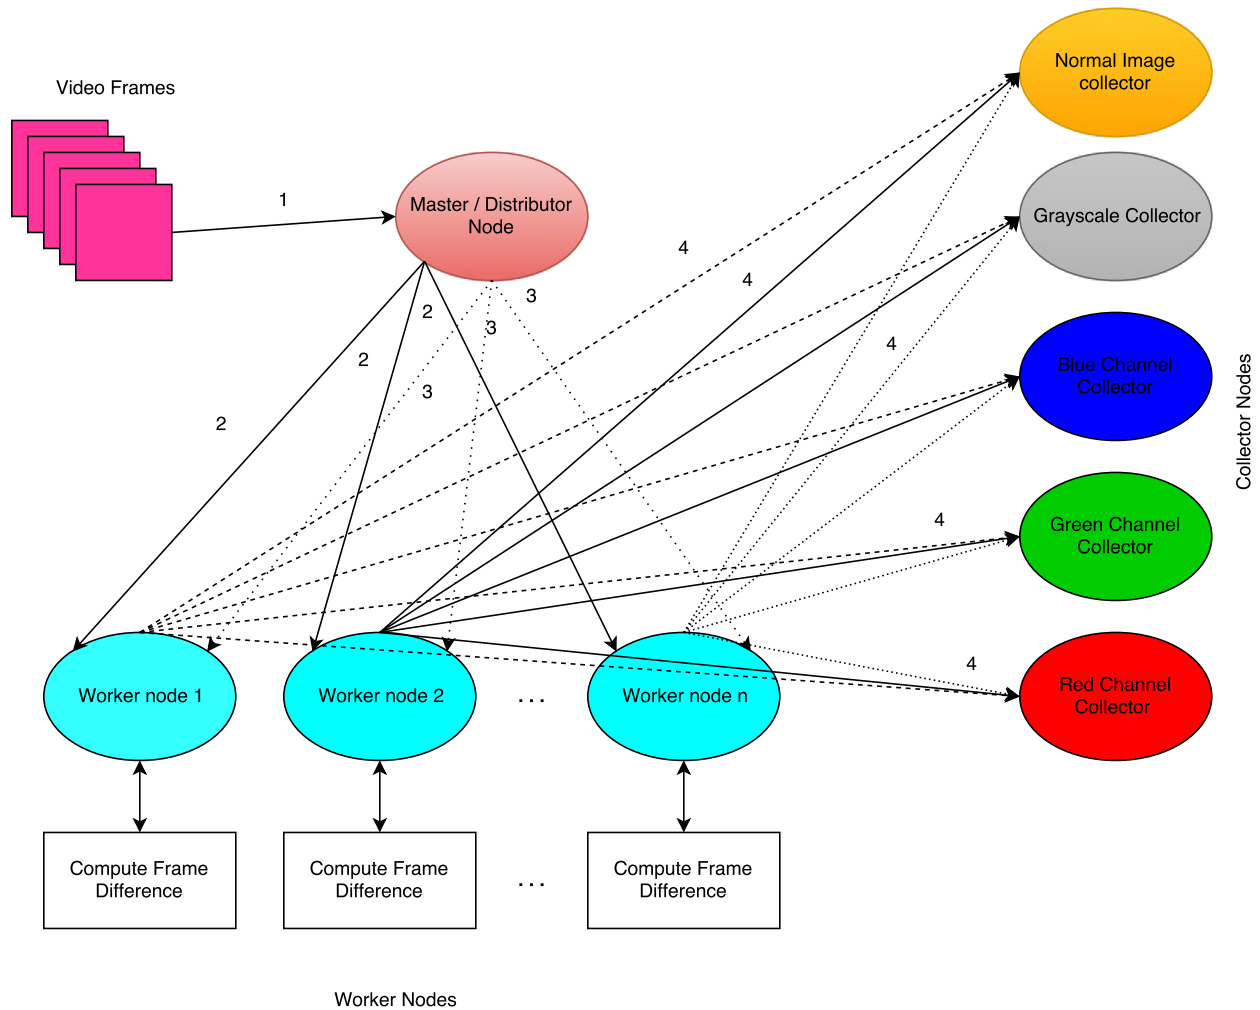 Normal Image
collector
Video Frames
1
Master / Distributor
Node
Grayscale Collector
4
4
3
2
3
4
2
Blue Channel
Collector
3
2
Collector Nodes
4
Green Channel
Collector
4
Worker node 1
Worker node 2
...
Worker node n
Red Channel
Collector
Compute Frame
Difference
Compute Frame
Difference
...
Compute Frame
Difference
Worker Nodes